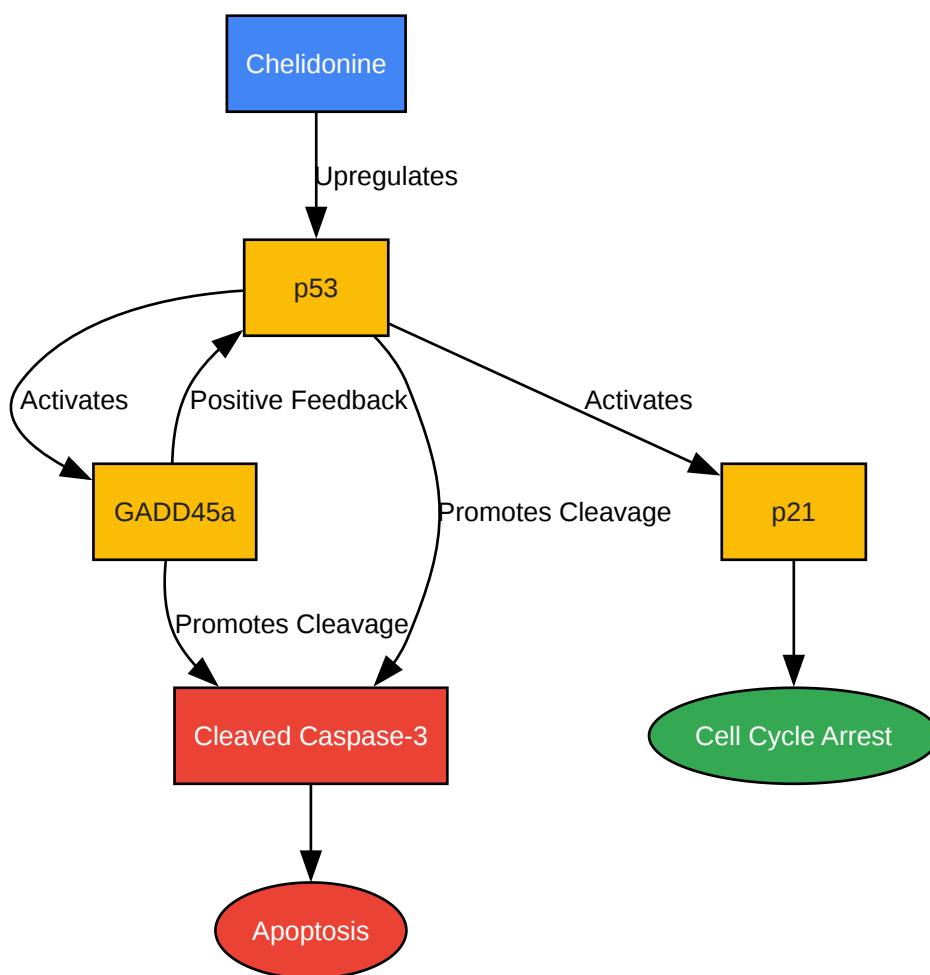 Chelidonine
Upregulates
p53
Activates
Positive Feedback
Activates
GADD45a
Promotes Cleavage
p21
Promotes Cleavage
Cleaved Caspase-3
Cell Cycle Arrest
Apoptosis